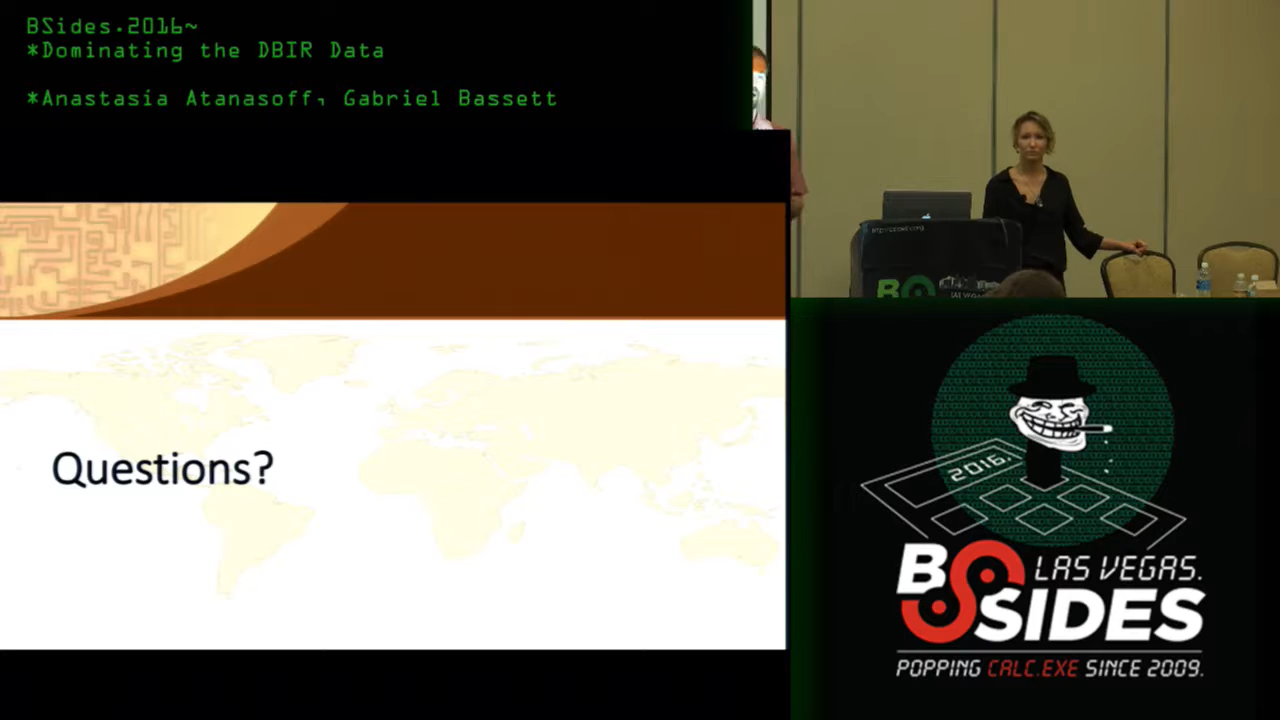 BSides.2016~
*Dominating the DBIR Data
*Anastasia Atanasoff, Gabriel Bassett
Questions?
2016.
BSIDES
LAS VEGAS.
POPPING CALC.EXE SINCE 2009.